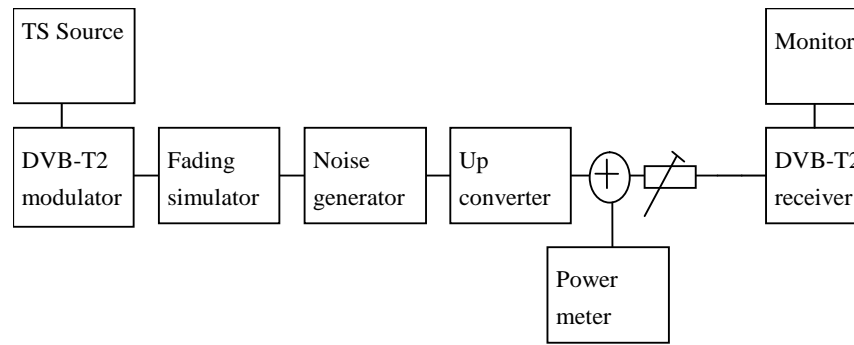 TS Source
Monitor
DVB-T2
modulator
Fading
simulator
Noise
generator
Up
converter
DVB-T2
receiver
Power
meter